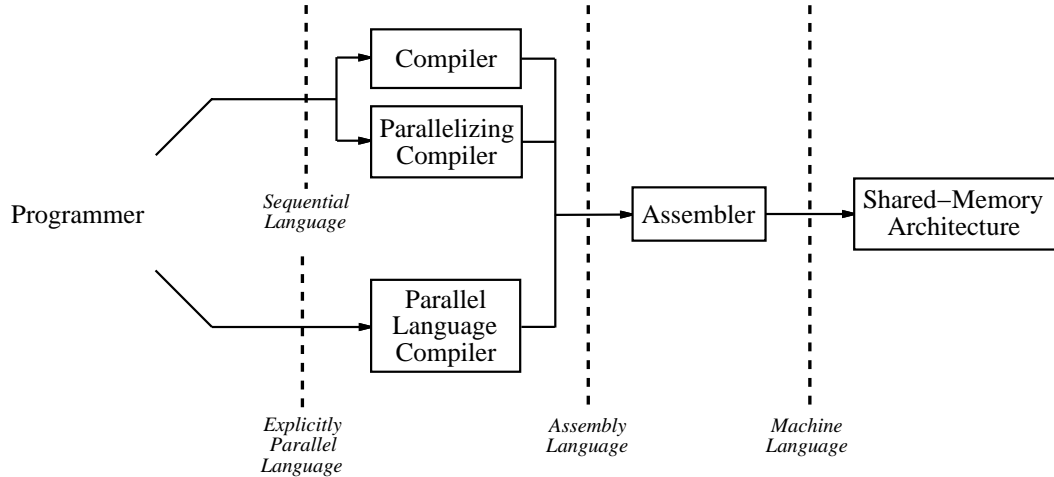 Compiler
Parallelizing
Compiler
Sequential
Language
Programmer
Assembler
Shared−Memory
Architecture
Parallel
Language
Compiler
Explicitly
Parallel
Language
Assembly
Language
Machine
Language